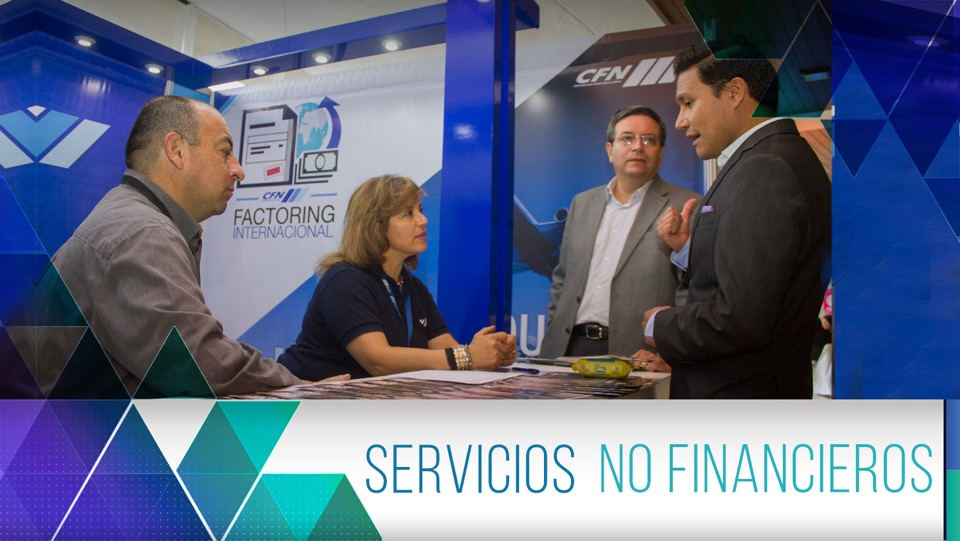 CFN
CFN
FACTORING
INTERNACIONAL
SERVICIOS NO FINANCIEROS